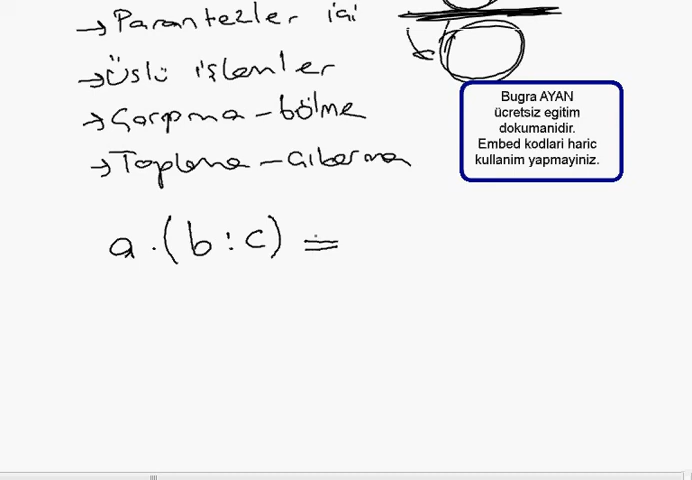 → Parantezler içi
→ Üslü işlemler
→ Çarpma - bölme
→ Toplama - Çıkarma
Bugra AYAN
ücretsiz egitim
dokumanidir.
Embed kodlari haric
kullanim yapmayiniz.
a . ( b : c ) =